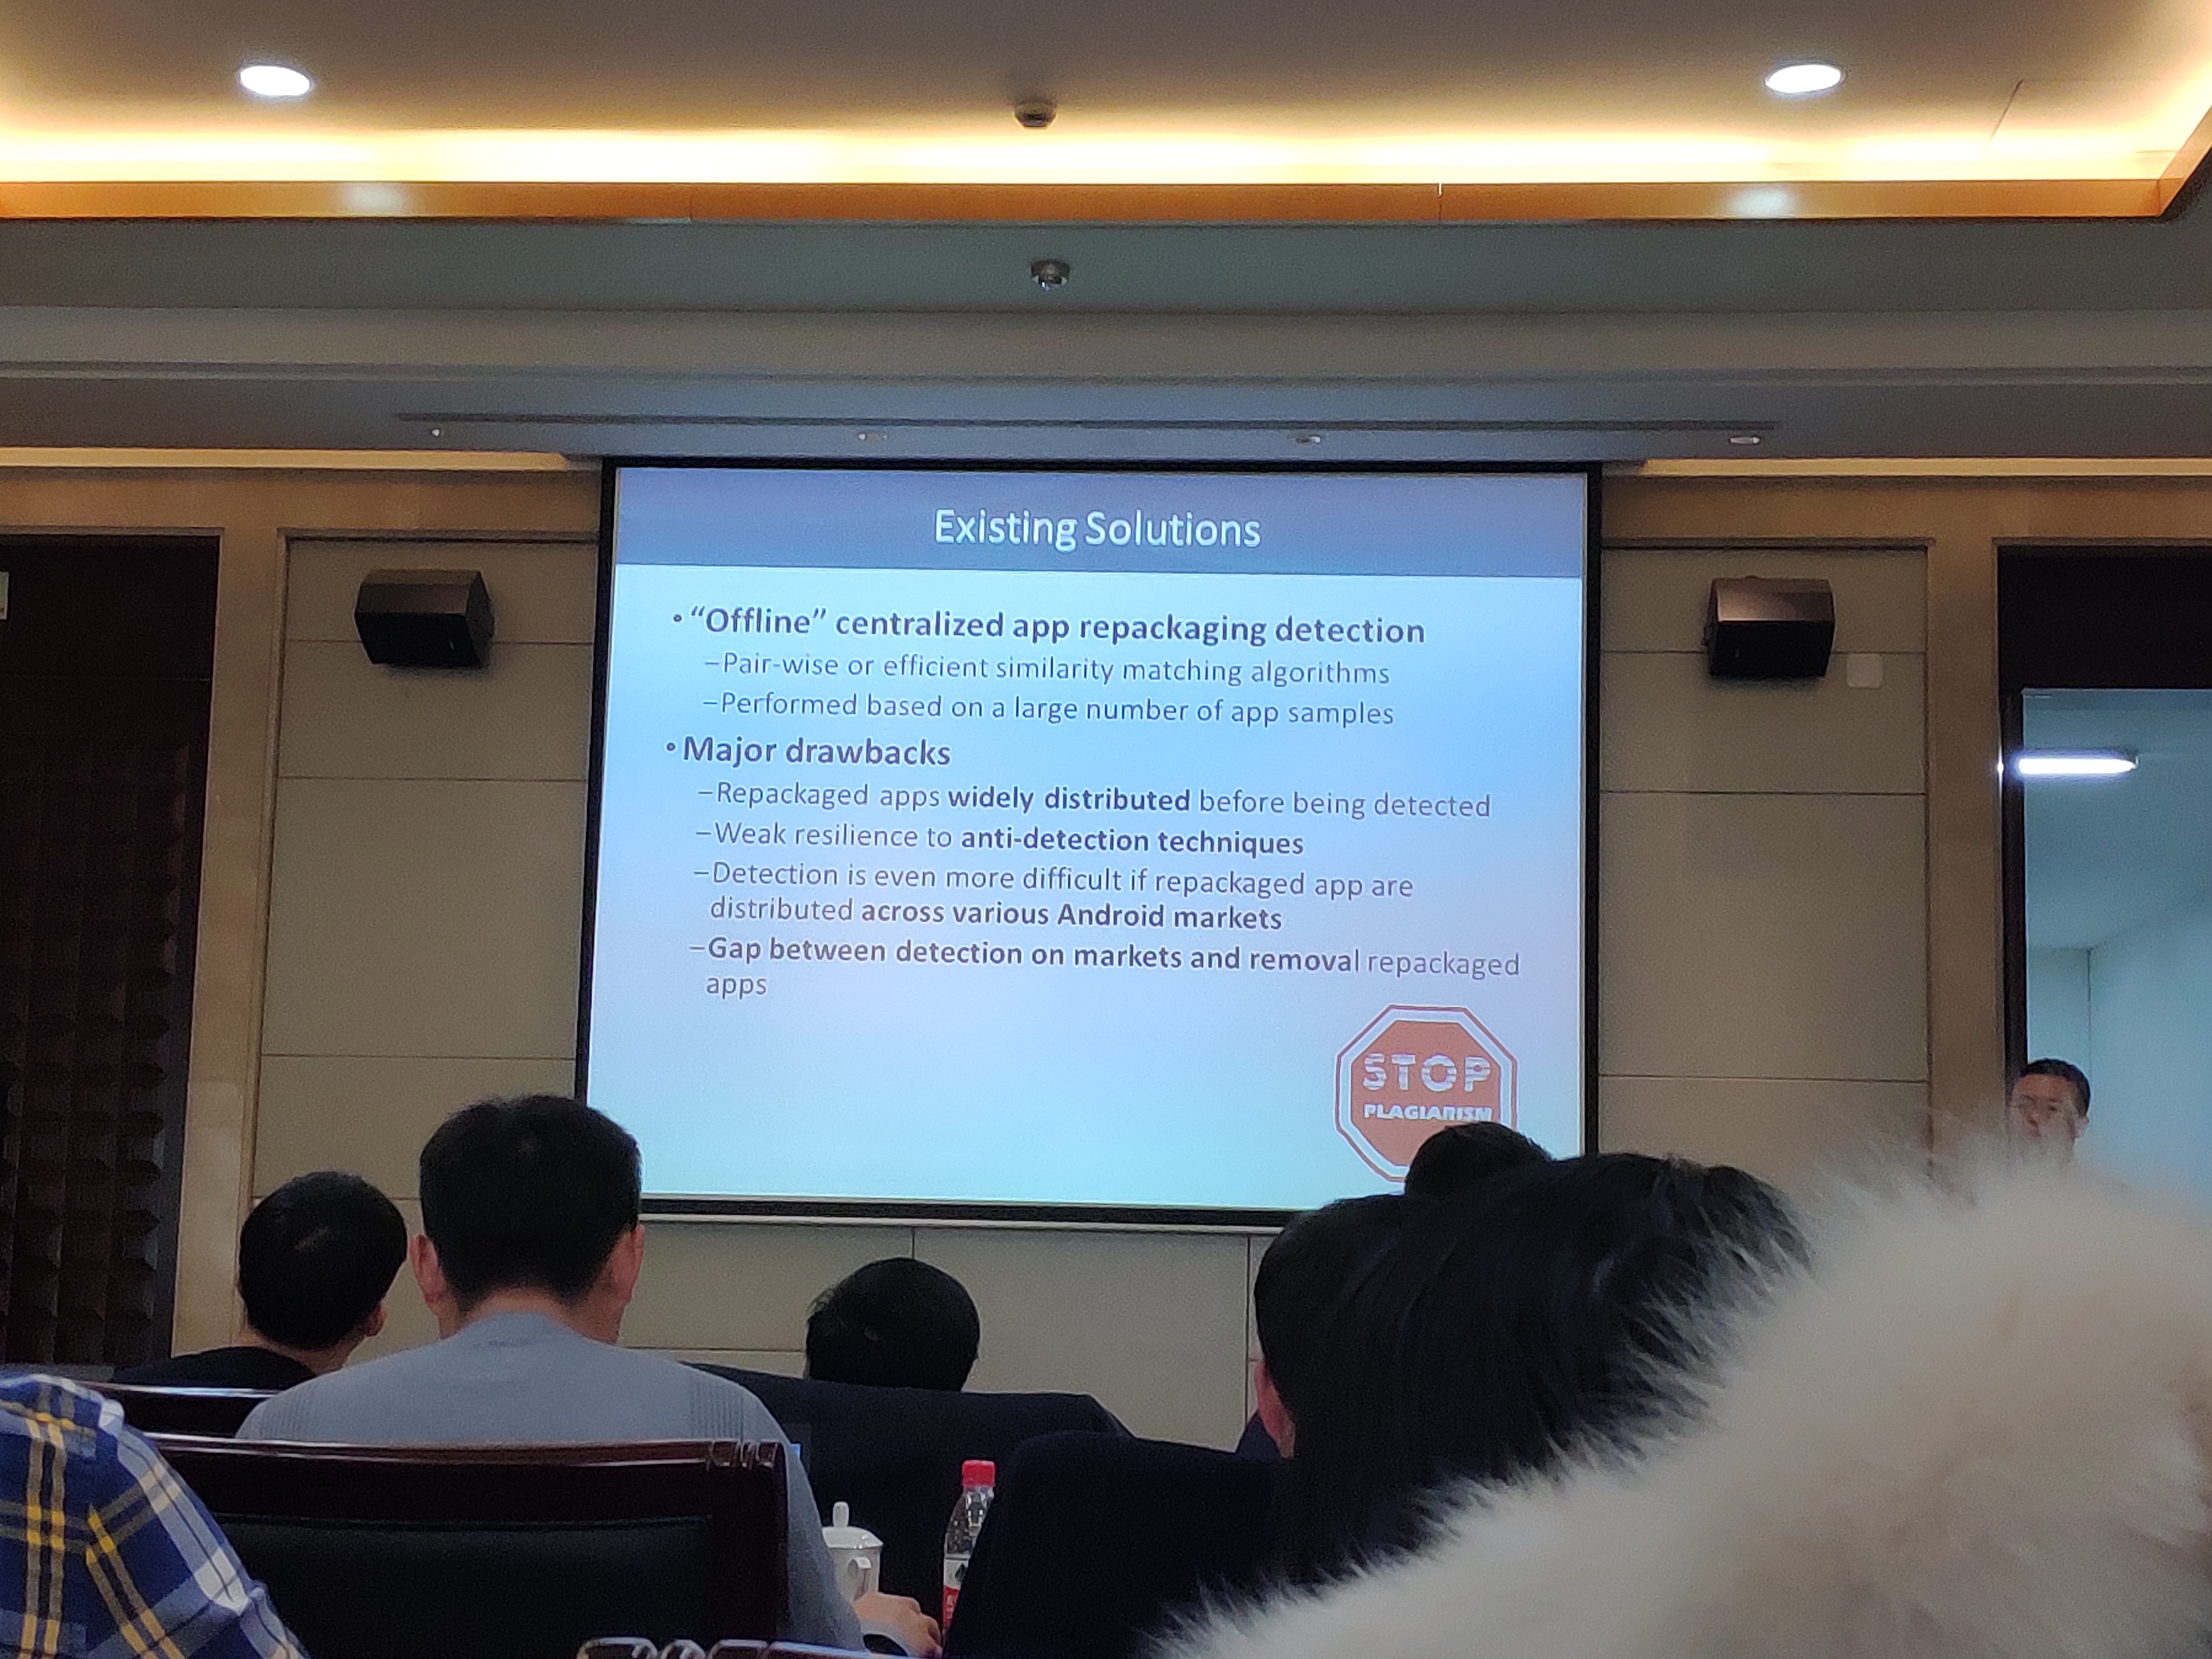 Existing Solutions
• “Offline” centralized app repackaging detection
–Pair-wise or efficient similarity matching algorithms
–Performed based on a large number of app samples
• Major drawbacks
–Repackaged apps widely distributed before being detected
–Weak resilience to anti-detection techniques
–Detection is even more difficult if repackaged app are
distributed across various Android markets
–Gap between detection on markets and removal repackaged
apps
STOP
PLAGIARISM